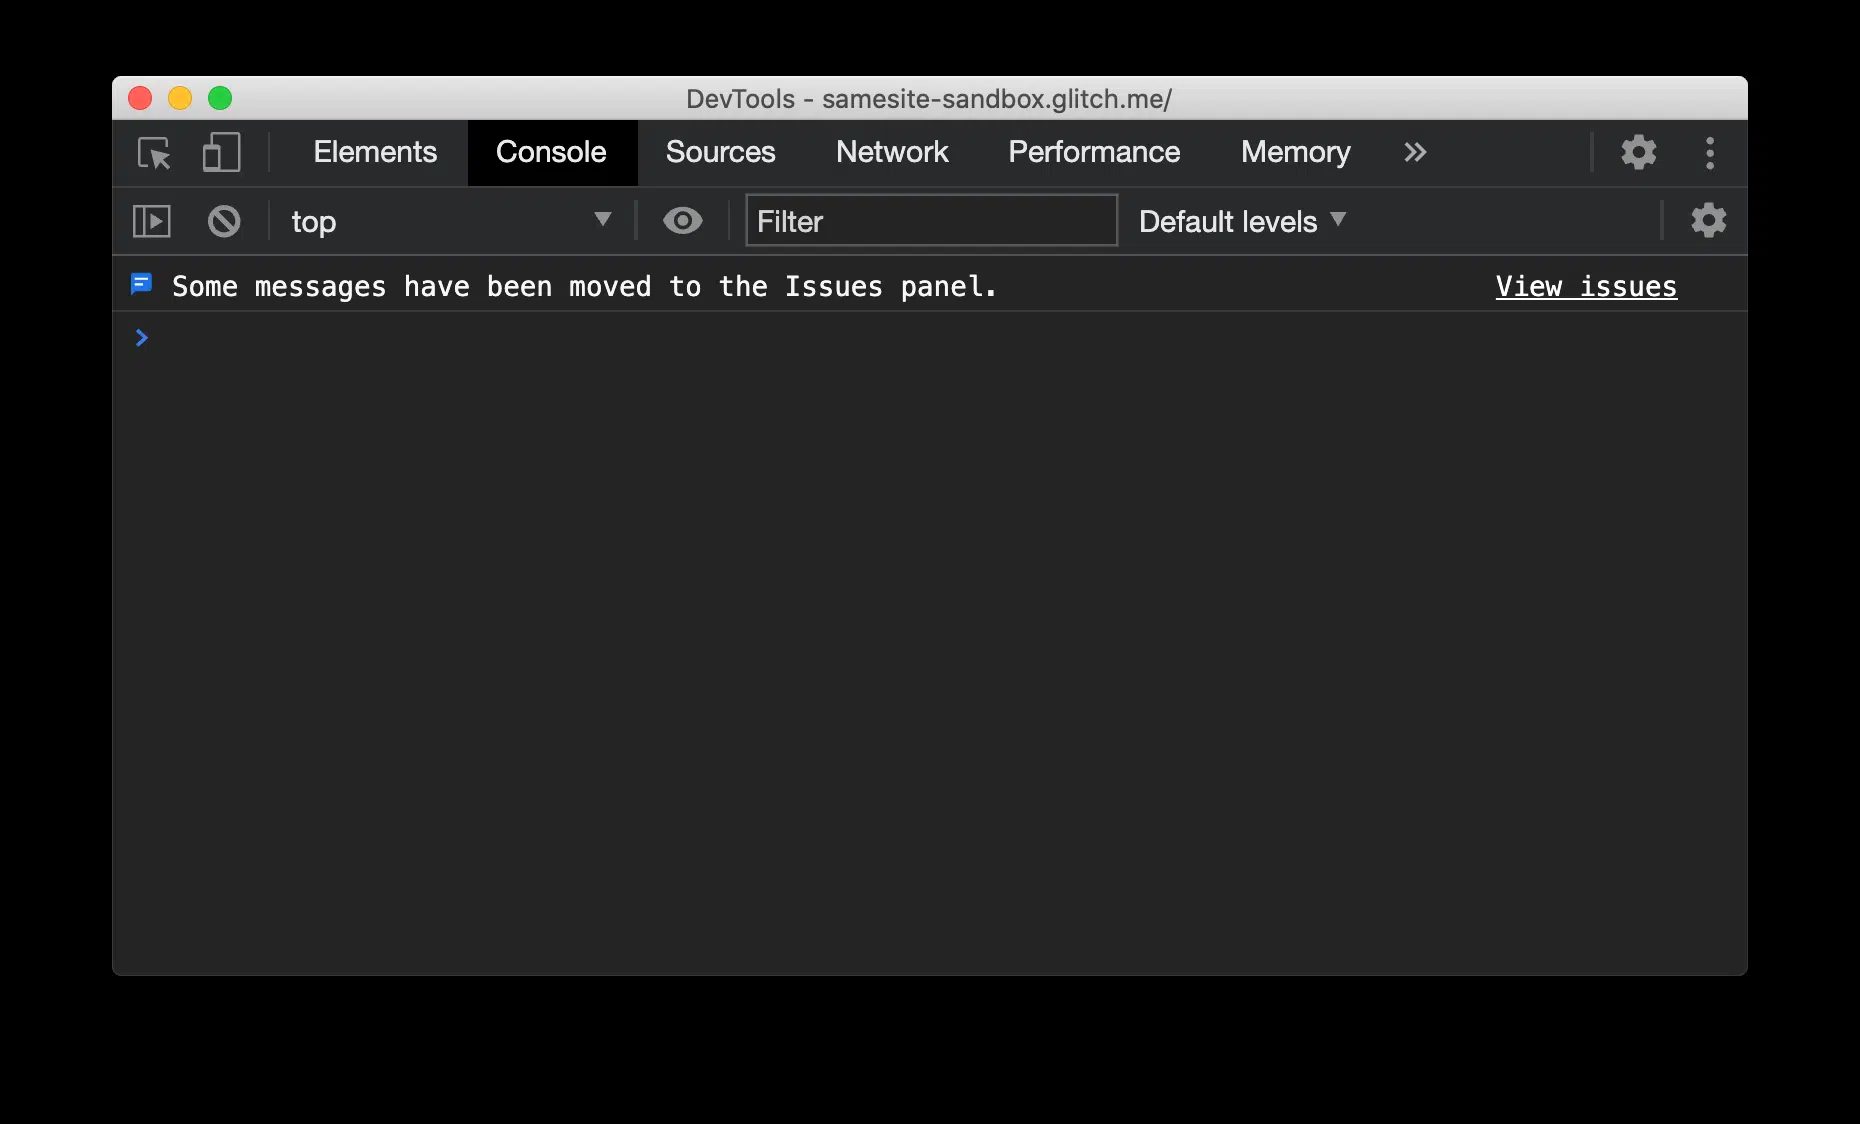 DevTools - samesite-sandbox.glitch.me/
Elements Console Sources Network Performance Memory
top Filter Default levels
Some messages have been moved to the Issues panel. View issues